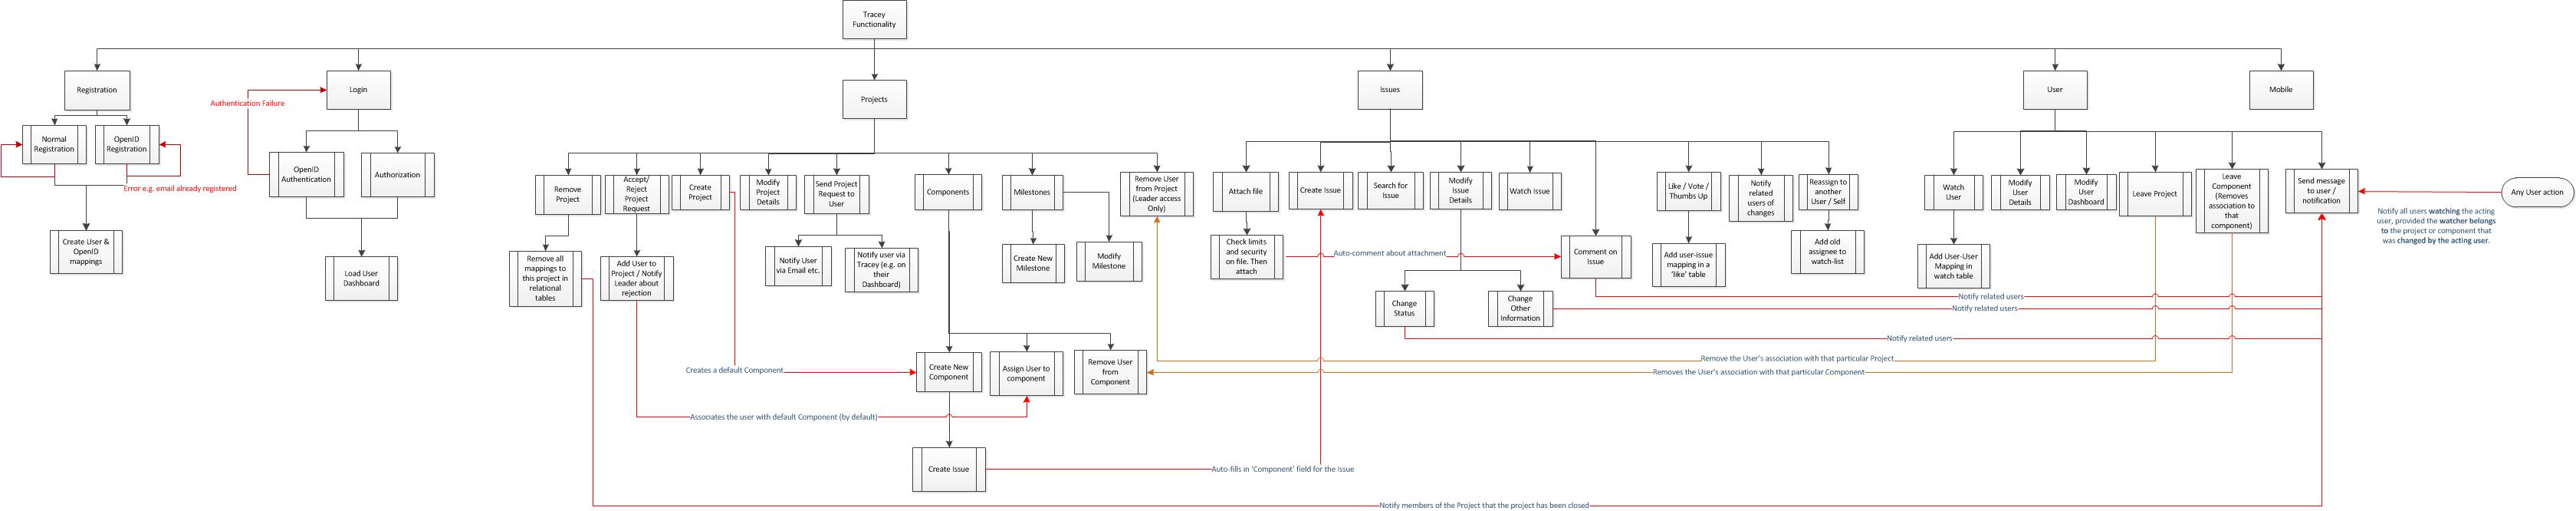 Tracey
Functionality
Registration
Login
Projects
Issues
User
Mobile
Authentication Failure
Normal
Registration
OpenID
Registration
Error e.g. email already registered
Create User &
OpenID
mappings
OpenID
Authentication
Authorization
Load User
Dashboard
Remove
Project
Accept/
Reject
Project
Request
Create
Project
Modify
Project
Details
Send Project
Request to
User
Components
Milestones
Remove User
from Project
(Leader access
Only)
Remove all
mappings to
this project in
relational
tables
Add User to
Project / Notify
Leader about
rejection
Notify User
via Email etc.
Notify user via
Tracey (e.g. on
their
Dashboard)
Create New
Milestone
Modify
Milestone
Creates a default Component
Create New
Component
Assign User to
component
Remove User
from
Component
Associates the user with default Component (by default)
Create Issue
Auto-fills in 'Component' field for the Issue
Notify members of the Project that the project has been closed
Attach file
Create Issue
Search for
Issue
Modify
Issue
Details
Watch Issue
Like / Vote /
Thumbs Up
Notify
related
users of
changes
Reassign to
another
User / Self
Check limits
and security
on file. Then
attach
Auto-comment about attachment
Comment on
Issue
Add user-issue
mapping in a
'like' table
Add old
assignee to
watch-list
Change
Status
Change
Other
Information
Notify related users
Notify related users
Notify related users
Remove the User's association with that particular Project
Removes the User's association with that particular Component
Watch
User
Modify
User
Details
Modify
User
Dashboard
Leave Project
Leave
Component
(Removes
association to
that
component)
Send message
to user /
notification
Any User action
Add User-User
Mapping in
watch table
Notify all users watching the acting
user, provided the watcher belongs
to the project or component that
was changed by the acting user.